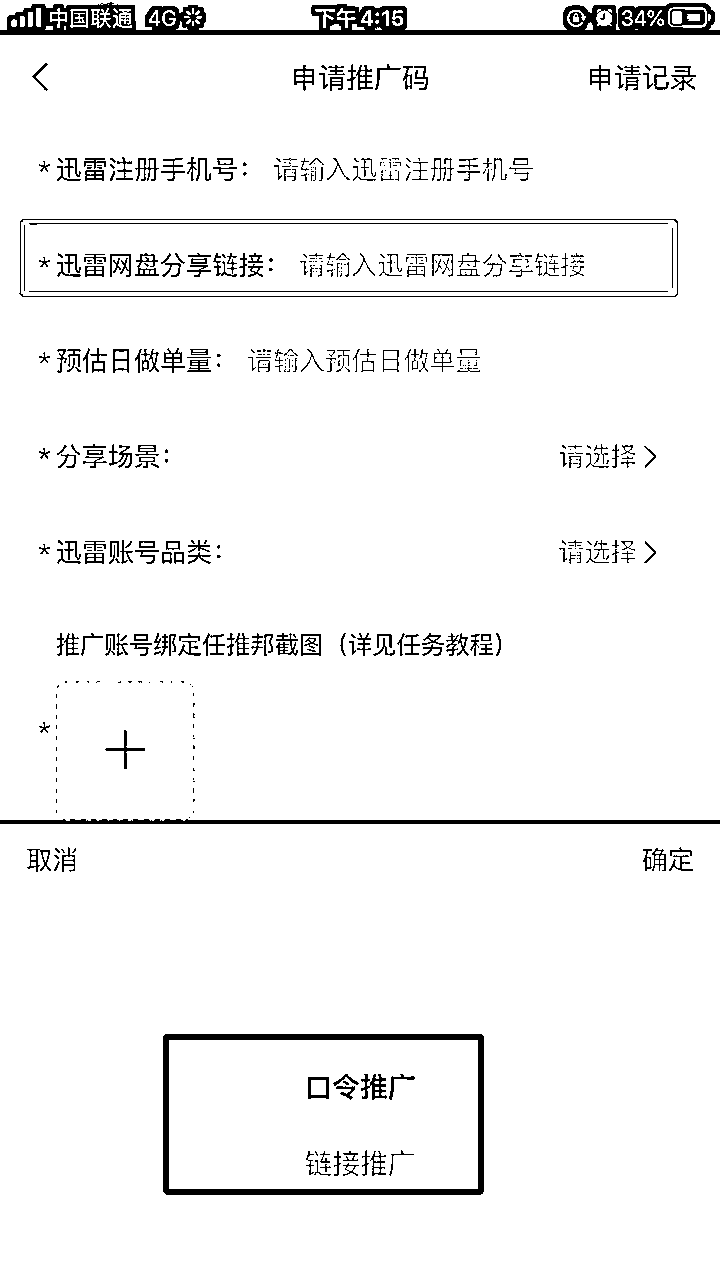 中国联通 4G 下午4:15 34%
申请推广码 申请记录
*迅雷注册手机号: 请输入迅雷注册手机号
*迅雷网盘分享链接: 请输入迅雷网盘分享链接
*预估日做单量: 请输入预估日做单量
*分享场景: 请选择
*迅雷账号品类: 请选择
推广账号绑定任推邦截图（详见任务教程）
*
取消 确定
口令推广
链接推广